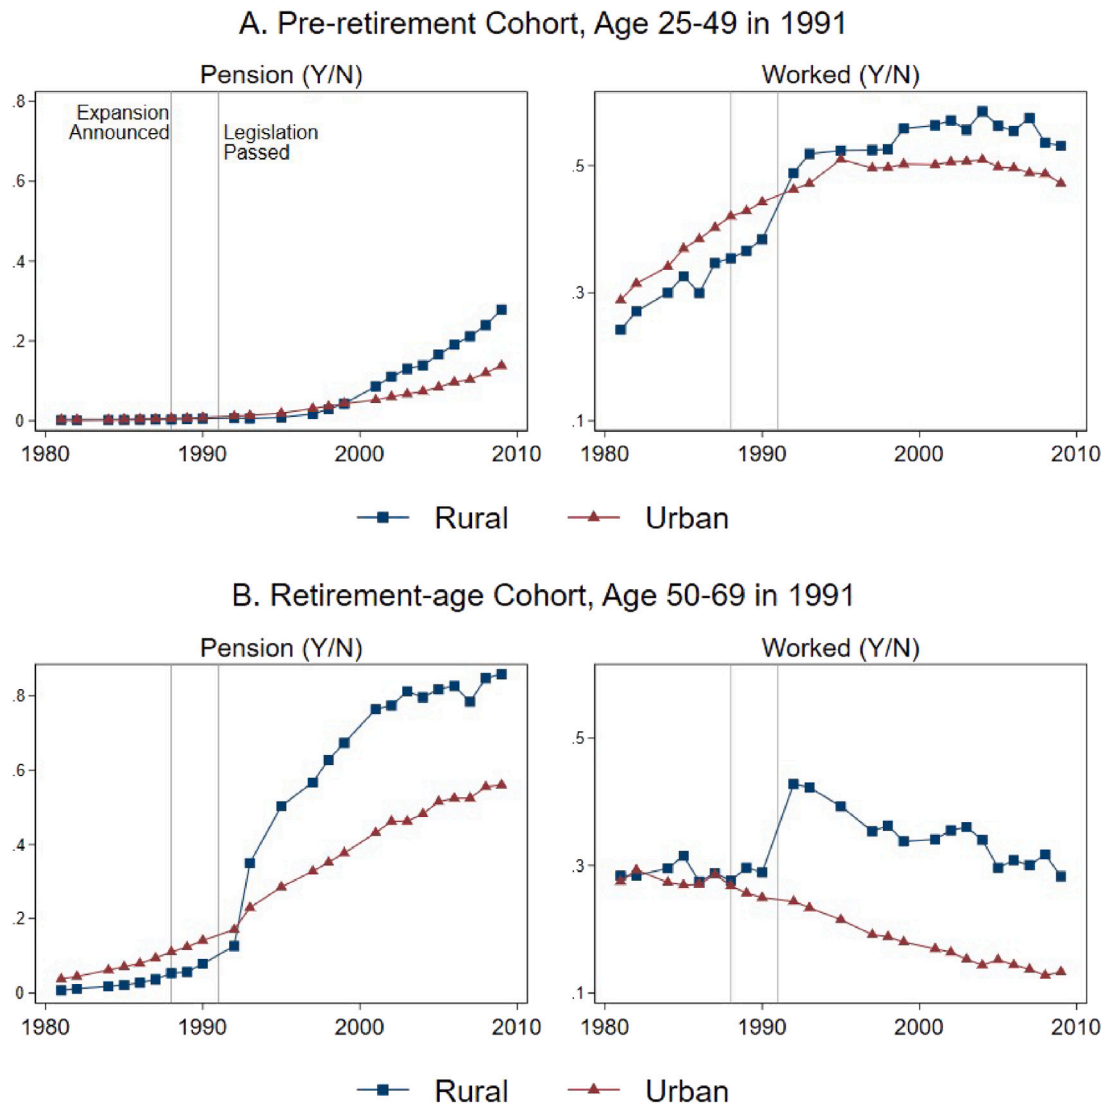 A. Pre-retirement Cohort, Age 25-49 in 1991
Pension (Y/N)
.8
.6
.4
.2
0
Expansion
Announced
Legislation
Passed
1980
1990
2000
2010
Worked (Y/N)
.5
.3
.1
1980
1990
2000
2010
Rural
Urban
B. Retirement-age Cohort, Age 50-69 in 1991
Pension (Y/N)
.8
.6
.4
.2
0
1980
1990
2000
2010
Worked (Y/N)
.5
.3
.1
1980
1990
2000
2010
Rural
Urban